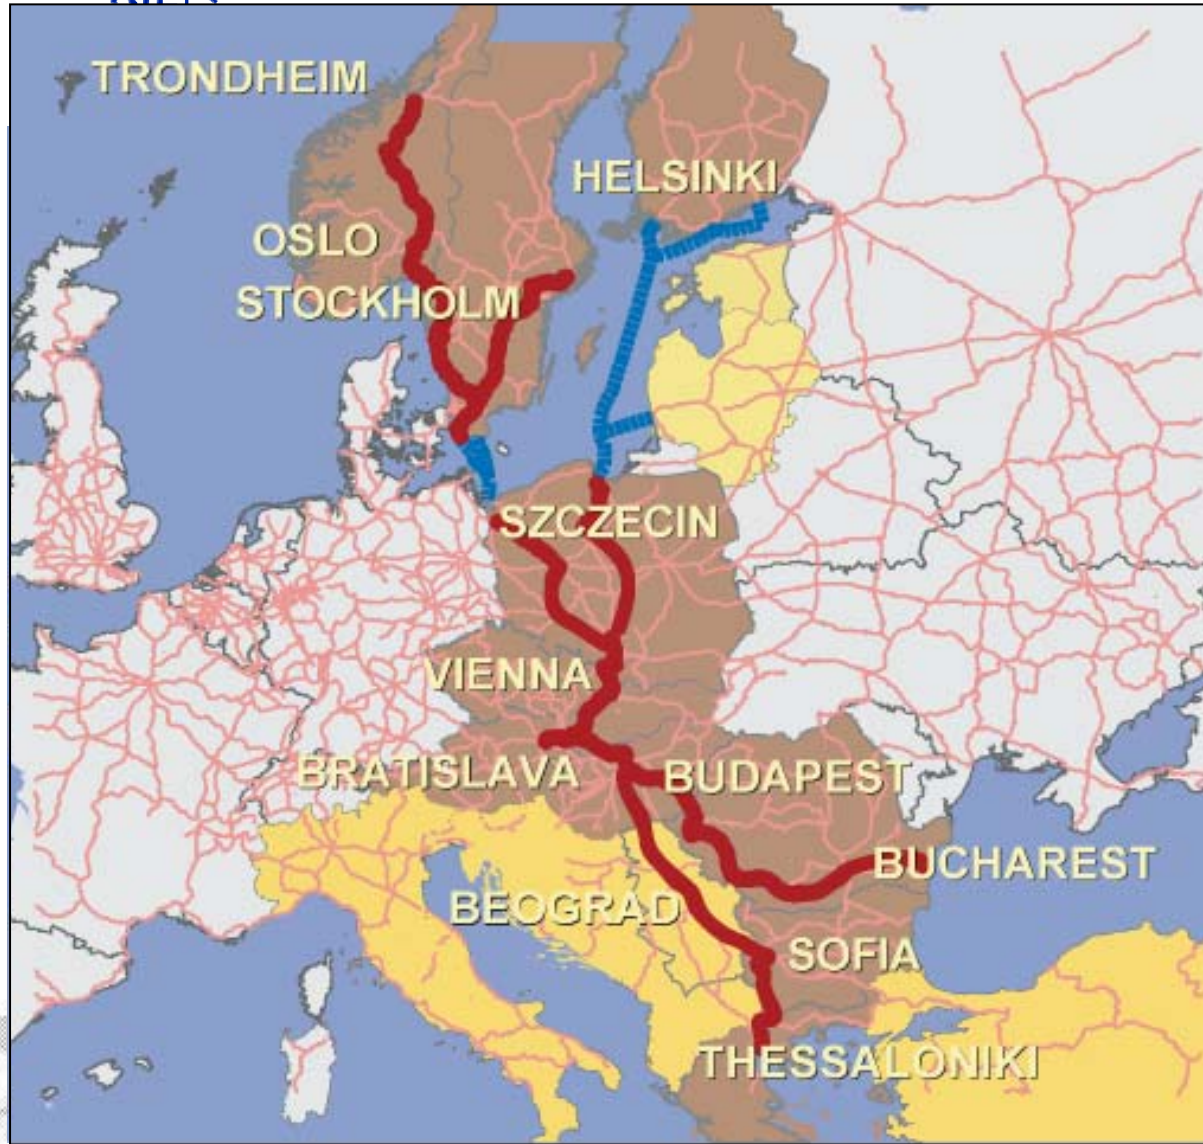 TRONDHEIM
HELSINKI
OSLO
STOCKHOLM
SZCZECIN
VIENNA
BRATISLAVA
BUDAPEST
BUCHAREST
BEOGRAD
SOFIA
THESSALONIKI